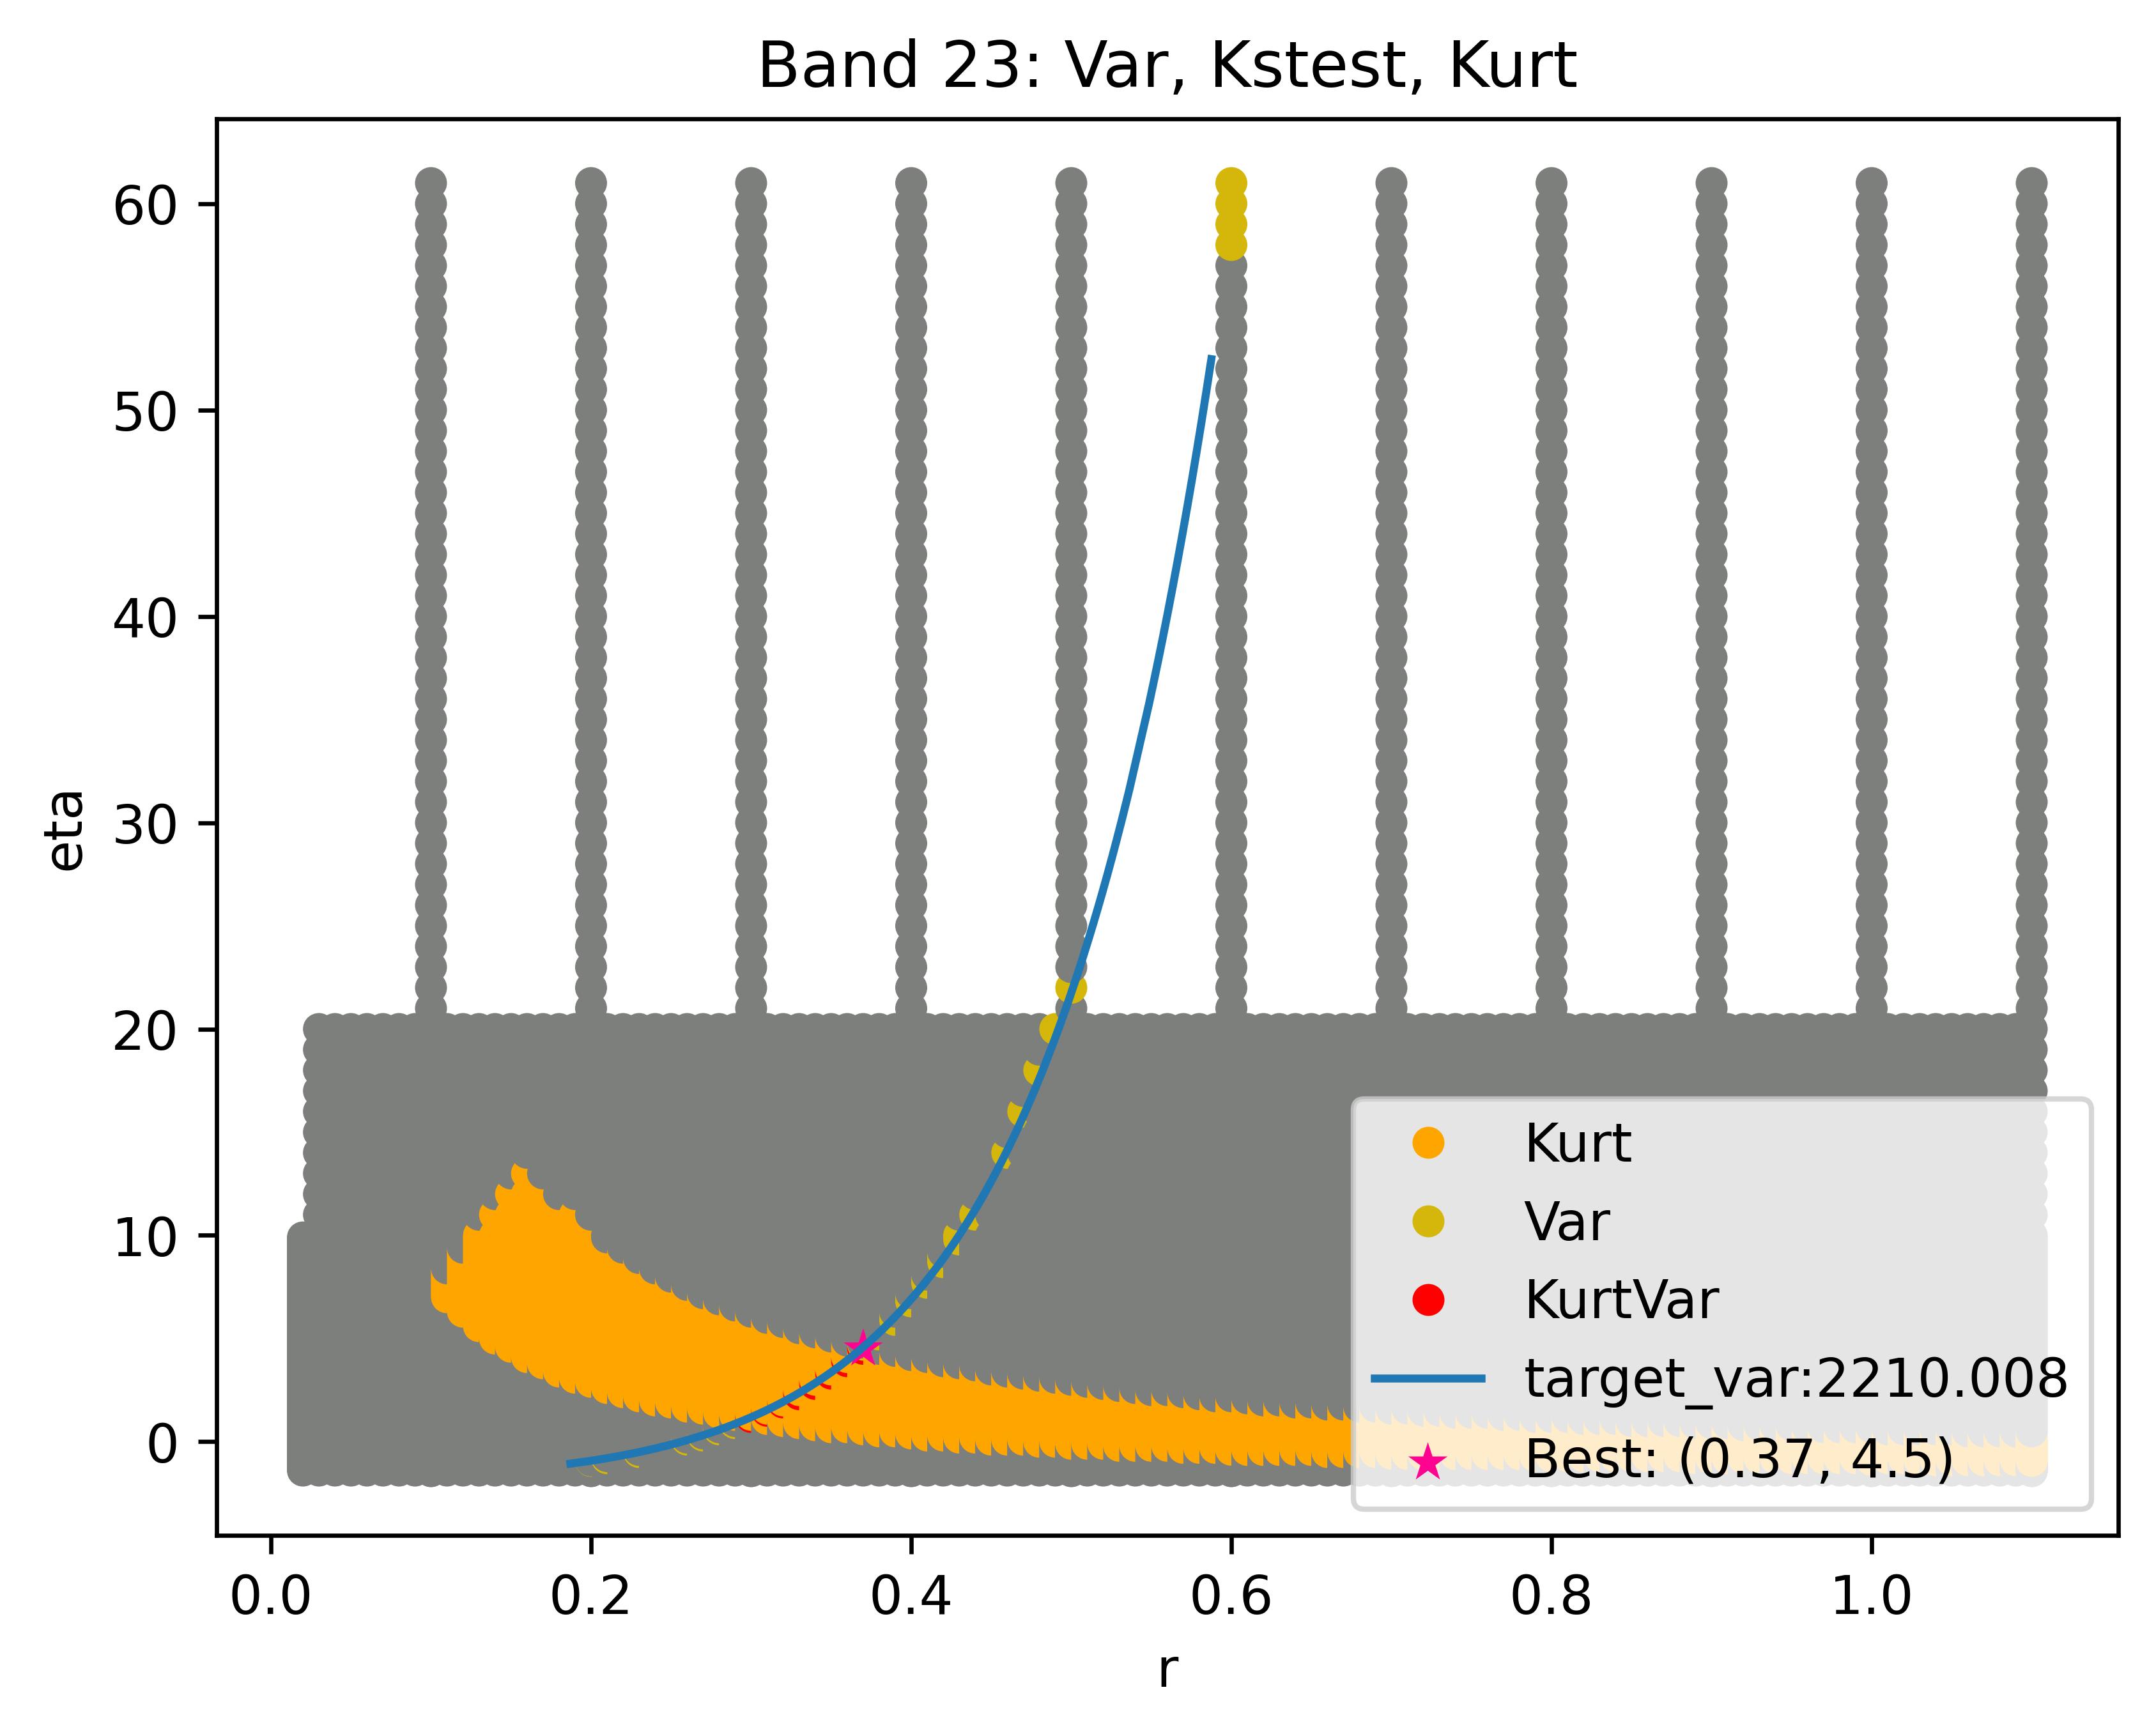 Band 23: Var, Kstest, Kurt
60
50
40
30
20
10
0
eta
0.0 0.2 0.4 0.6 0.8 1.0
r
Kurt
Var
KurtVar
target_var:2210.008
Best: (0.37, 4.5)